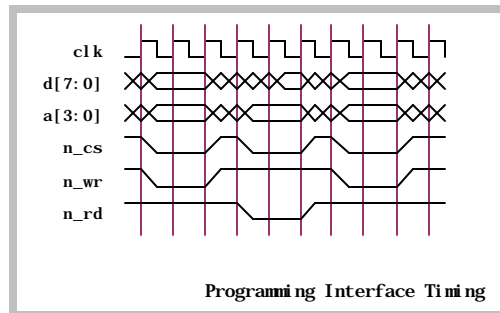 clk
d[7:0]
a[3:0]
n_cs
n_wr
n_rd
Programming Interface Timing